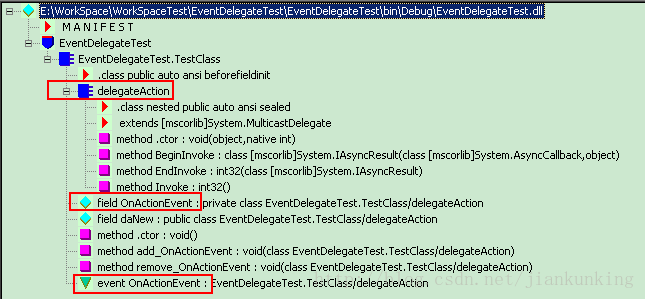 E:\WorkSpace\WorkSpaceTest\EventDelegateTest\EventDelegateTest\bin\Debug\EventDelegateTest.dll
M A N I F E S T
EventDelegateTest
EventDelegateTest.TestClass
.class public auto ansi beforefieldinit
delegateAction
.class nested public auto ansi sealed
extends [mscorlib]System.MulticastDelegate
method .ctor : void(object,native int)
method BeginInvoke : class [mscorlib]System.IAsyncResult(class [mscorlib]System.AsyncCallback,object)
method EndInvoke : int32(class [mscorlib]System.IAsyncResult)
method Invoke : int32()
field OnActionEvent : private class EventDelegateTest.TestClass/delegateAction
field daNew : public class EventDelegateTest.TestClass/delegateAction
method .ctor : void()
method add_OnActionEvent : void(class EventDelegateTest.TestClass/delegateAction)
method remove_OnActionEvent : void(class EventDelegateTest.TestClass/delegateAction)
event OnActionEvent : EventDelegateTest.TestClass/delegateAction
csdn.net/jiankunking